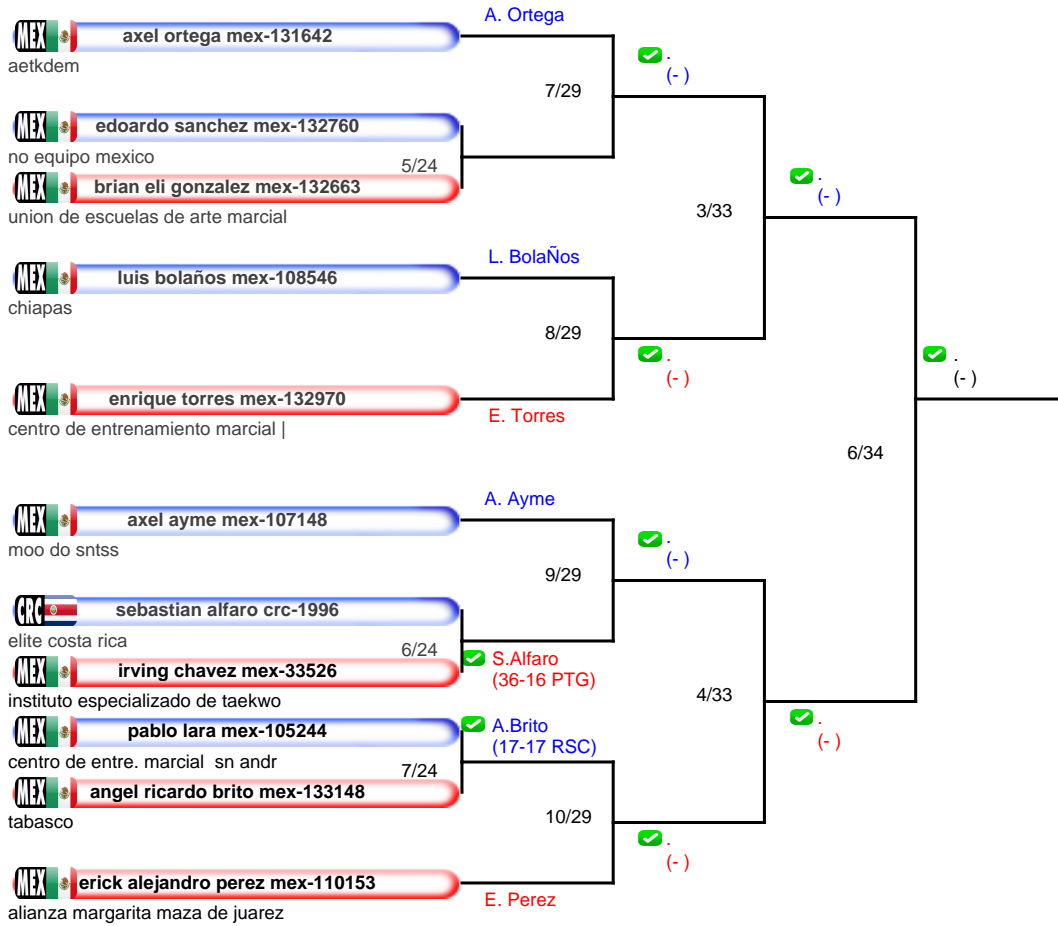 A. Ortega
MEX axel ortega mex-131642
aetkdem
.
(- )
7/29
MEX edoardo sanchez mex-132760
no equipo mexico
5/24
MEX brian eli gonzalez mex-132663
union de escuelas de arte marcial
.
(- )
3/33
L. BolaÑos
MEX luis bolaños mex-108546
chiapas
8/29
.
(- )
.
(- )
MEX enrique torres mex-132970
E. Torres
centro de entrenamiento marcial |
6/34
A. Ayme
MEX axel ayme mex-107148
moo do sntss
.
(- )
9/29
CRC sebastian alfaro crc-1996
elite costa rica
6/24
MEX irving chavez mex-33526
S.Alfaro
(36-16 PTG)
instituto especializado de taekwo
4/33
MEX pablo lara mex-105244
A.Brito
(17-17 RSC)
.
(- )
centro de entre. marcial  sn andr
7/24
MEX angel ricardo brito mex-133148
tabasco
10/29
.
(- )
MEX erick alejandro perez mex-110153
E. Perez
alianza margarita maza de juarez